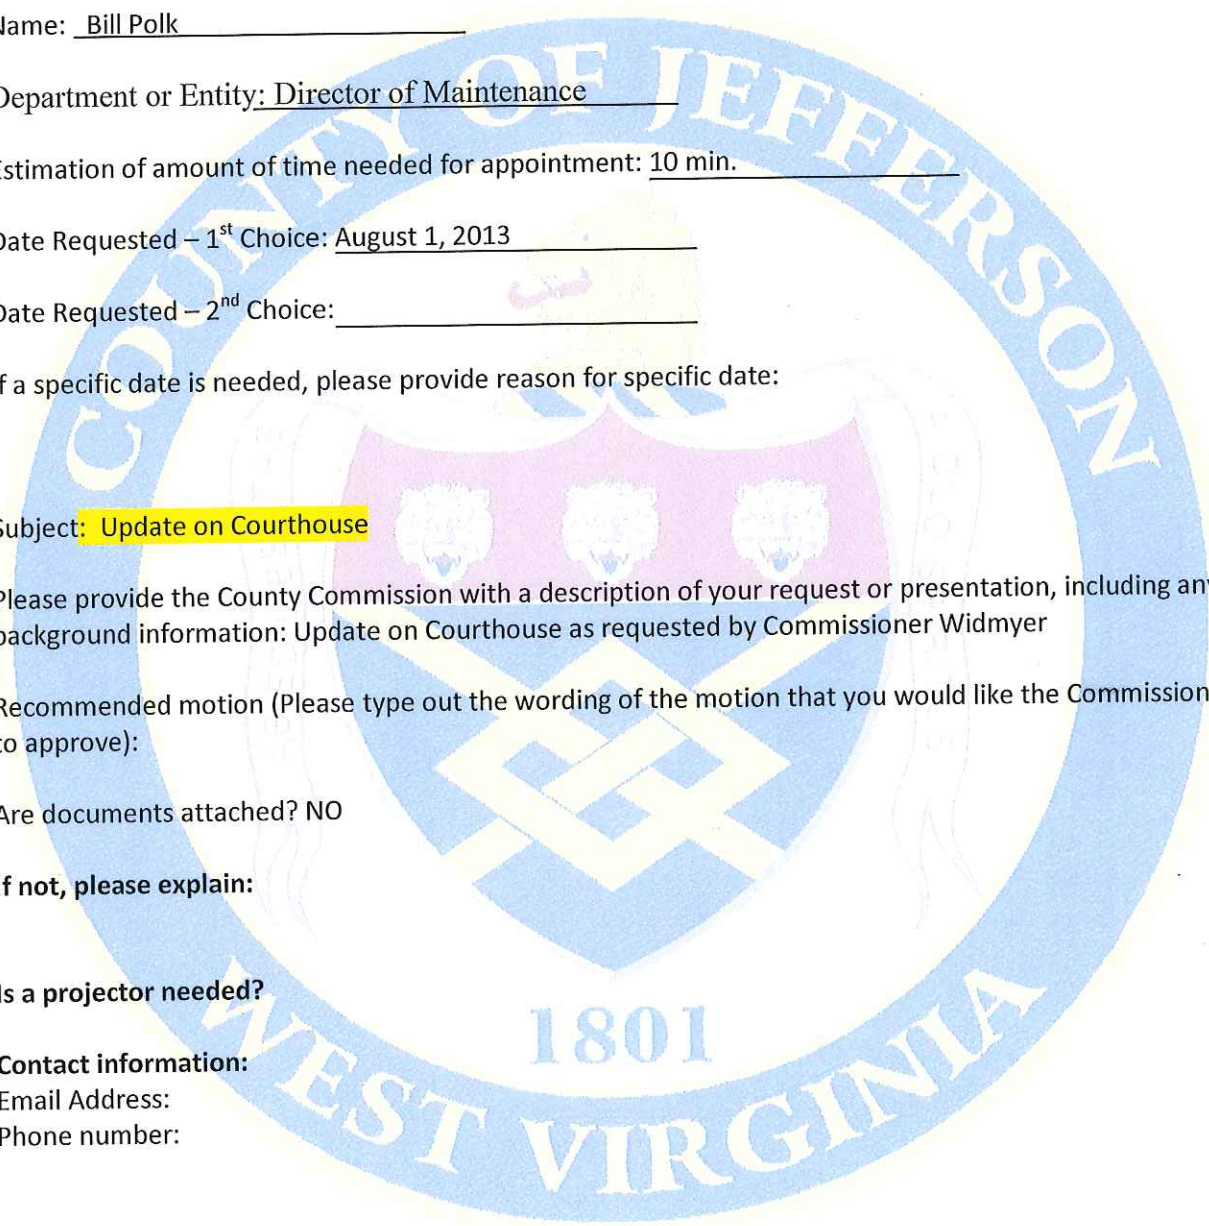 Name: Bill Polk
Department or Entity: Director of Maintenance
Estimation of amount of time needed for appointment: 10 min.
Date Requested – 1st Choice: August 1, 2013
Date Requested – 2nd Choice:
If a specific date is needed, please provide reason for specific date:
Subject: Update on Courthouse
Please provide the County Commission with a description of your request or presentation, including any
background information: Update on Courthouse as requested by Commissioner Widmyer
Recommended motion (Please type out the wording of the motion that you would like the Commission
to approve):
Are documents attached? NO
If not, please explain:
Is a projector needed?
Contact information:
Email Address:
Phone number:
COUNTY OF JEFFERSON
1801
WEST VIRGINIA